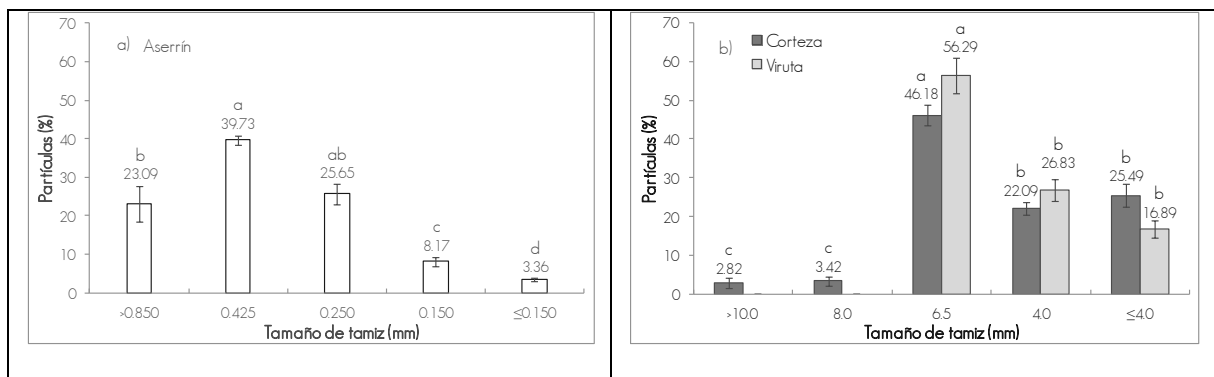 70
60
50
40
30
20
10
0
Partículas (%)
a) Aserrín
b
23.09
a
39.73
ab
25.65
c
8.17
d
3.36
>0.850 0.425 0.250 0.150 ≤0.150
Tamaño de tamiz (mm)
70
60
50
40
30
20
10
0
Partículas (%)
b)
Corteza
Viruta
c
2.82
c
3.42
a
46.18
a
56.29
b
22.09
b
26.83
b
25.49
b
16.89
>10.0 8.0 6.5 4.0 ≤4.0
Tamaño de tamiz (mm)